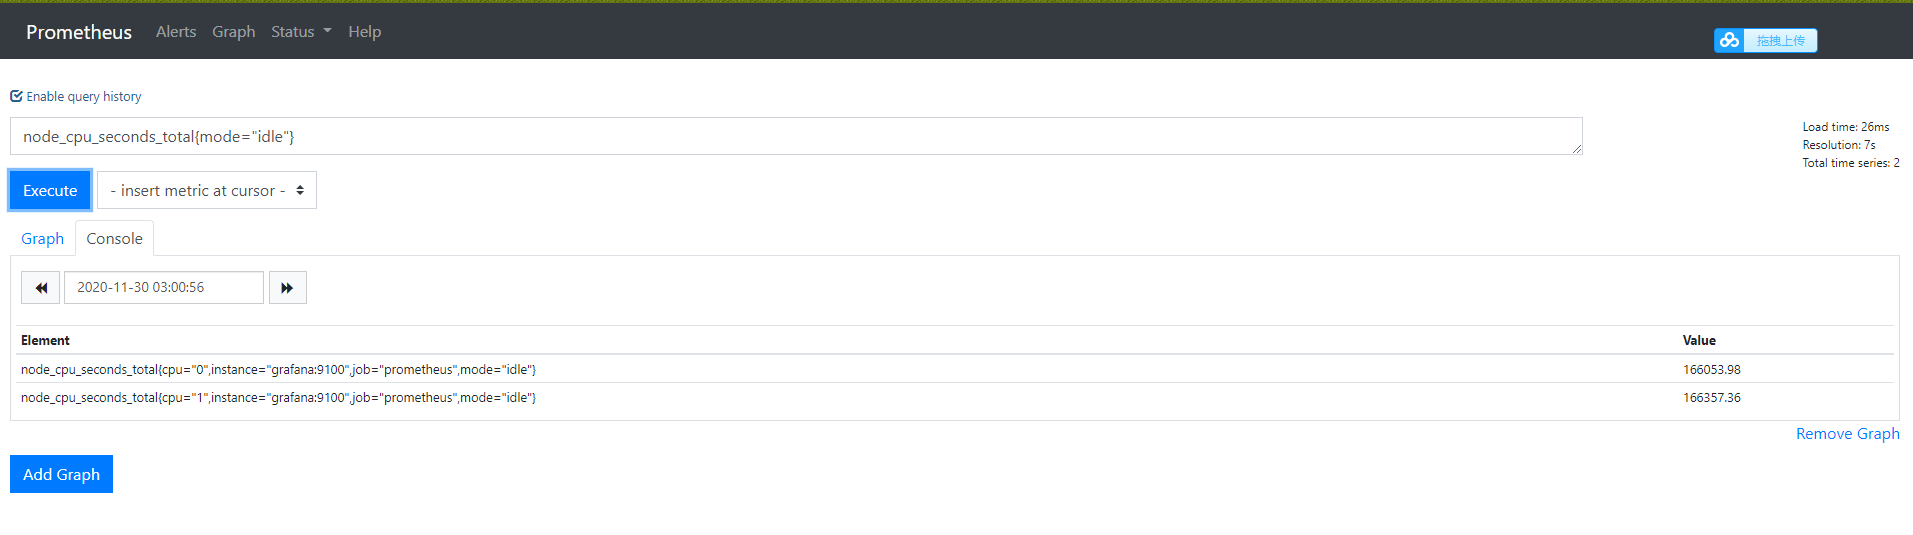 Prometheus Alerts Graph Status Help
拖拽上传
Enable query history
node_cpu_seconds_total{mode="idle"}
Load time: 26ms
Resolution: 7s
Total time series: 2
Execute - insert metric at cursor -
Graph Console
2020-11-30 03:00:56
Element Value
node_cpu_seconds_total{cpu="0",instance="grafana:9100",job="prometheus",mode="idle"} 166053.98
node_cpu_seconds_total{cpu="1",instance="grafana:9100",job="prometheus",mode="idle"} 166357.36
Remove Graph
Add Graph